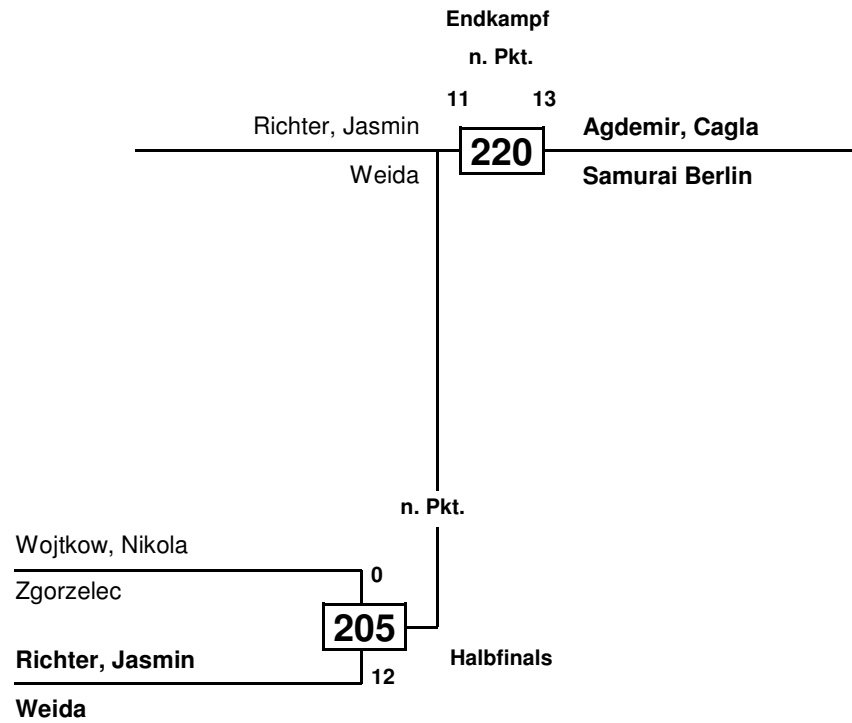 Endkampf
n. Pkt.
11 13
Richter, Jasmin Agdemir, Cagla
220
Weida Samurai Berlin
n. Pkt.
Wojtkow, Nikola
0
Zgorzelec
205
Richter, Jasmin Halbfinals
12
Weida